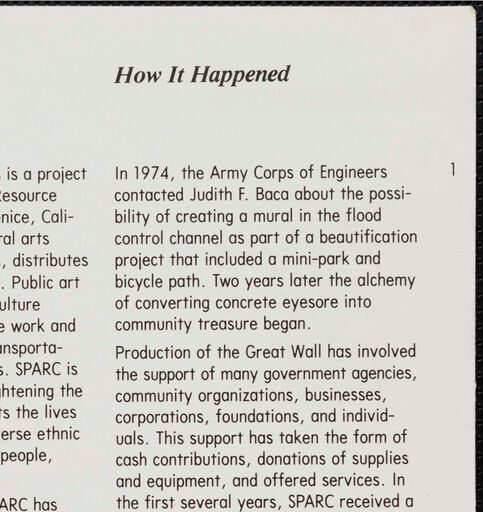 How It Happened
is a project
Resource
enice, Cali-
ral arts
, distributes
. Public art
ulture
e work and
ansporta-
s. SPARC is
ghtening the
ts the lives
erse ethnic
people,
PARC has
In 1974, the Army Corps of Engineers
contacted Judith F. Baca about the possi-
bility of creating a mural in the flood
control channel as part of a beautification
project that included a mini-park and
bicycle path. Two years later the alchemy
of converting concrete eyesore into
community treasure began.
Production of the Great Wall has involved
the support of many government agencies,
community organizations, businesses,
corporations, foundations, and individ-
uals. This support has taken the form of
cash contributions, donations of supplies
and equipment, and offered services. In
the first several years, SPARC received a
1